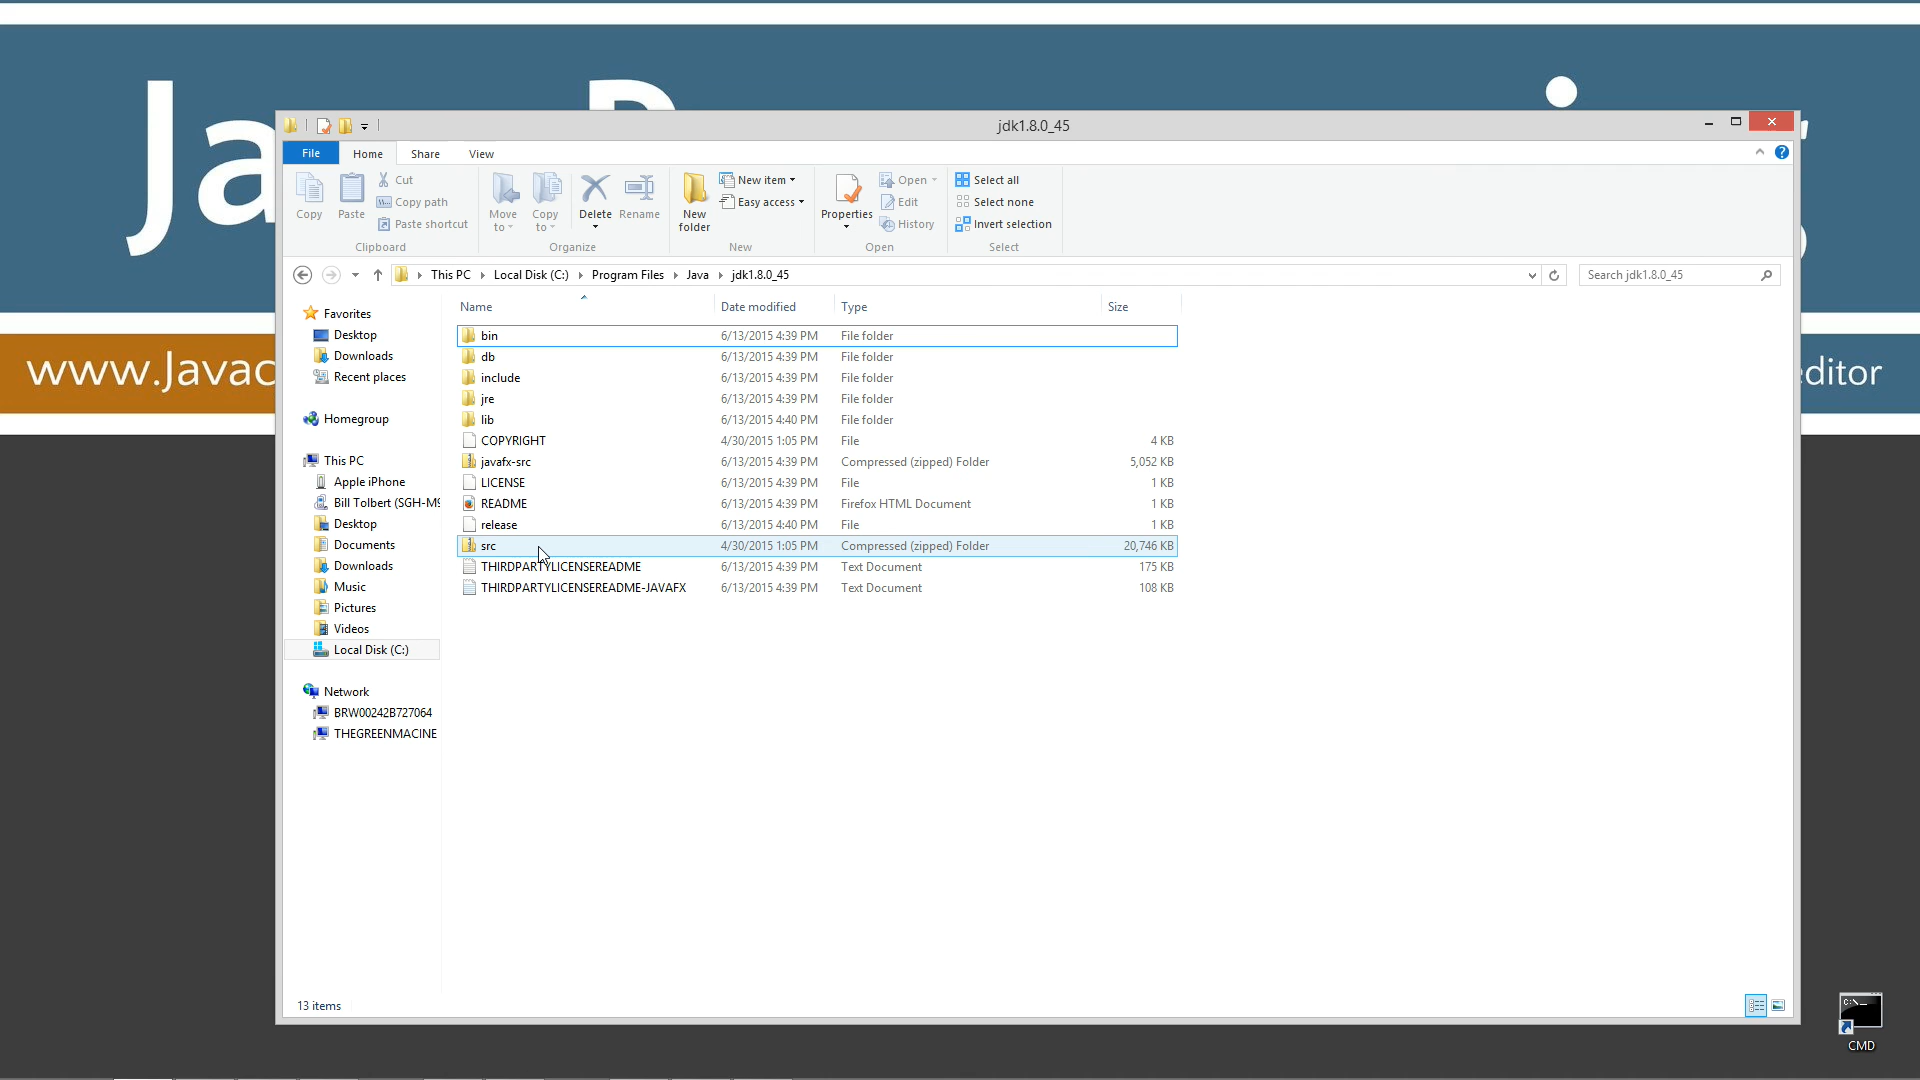 Ja
jdk1.8.0_45
File Home Share View
Copy
Paste
Cut
Copy path
Paste shortcut
Clipboard
Move to
Copy to
Delete
Rename
Organize
New folder
New item
Easy access
New
Properties
Open
Edit
History
Open
Select all
Select none
Invert selection
Select
This PC Local Disk (C:) Program Files Java jdk1.8.0_45
Search jdk1.8.0_45
www.Javac
editor
Favorites
Desktop
Downloads
Recent places
Homegroup
This PC
Apple iPhone
Bill Tolbert (SGH-M9
Desktop
Documents
Downloads
Music
Pictures
Videos
Local Disk (C:)
Network
BRW00242B727064
THEGREENMACINE
Name Date modified Type Size
bin 6/13/2015 4:39 PM File folder
db 6/13/2015 4:39 PM File folder
include 6/13/2015 4:39 PM File folder
jre 6/13/2015 4:39 PM File folder
lib 6/13/2015 4:40 PM File folder
COPYRIGHT 4/30/2015 1:05 PM File 4 KB
javafx-src 6/13/2015 4:39 PM Compressed (zipped) Folder 5,052 KB
LICENSE 6/13/2015 4:39 PM File 1 KB
README 6/13/2015 4:39 PM Firefox HTML Document 1 KB
release 6/13/2015 4:40 PM File 1 KB
src 4/30/2015 1:05 PM Compressed (zipped) Folder 20,746 KB
THIRDPARTYLICENSEREADME 6/13/2015 4:39 PM Text Document 175 KB
THIRDPARTYLICENSEREADME-JAVAFX 6/13/2015 4:39 PM Text Document 108 KB
13 items
CMD